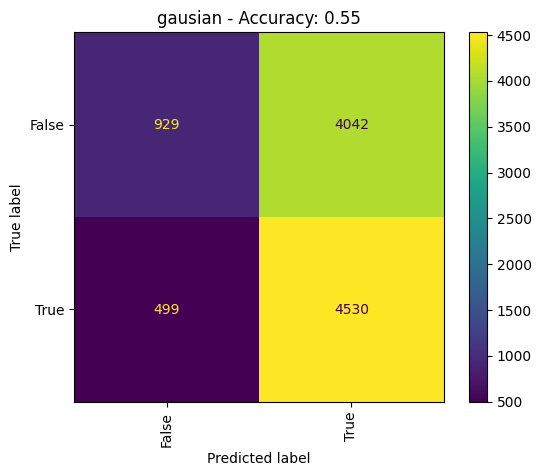 gausian - Accuracy: 0.55
False
929
4042
True
499
4530
True label
False
True
Predicted label
4500
4000
3500
3000
2500
2000
1500
1000
500